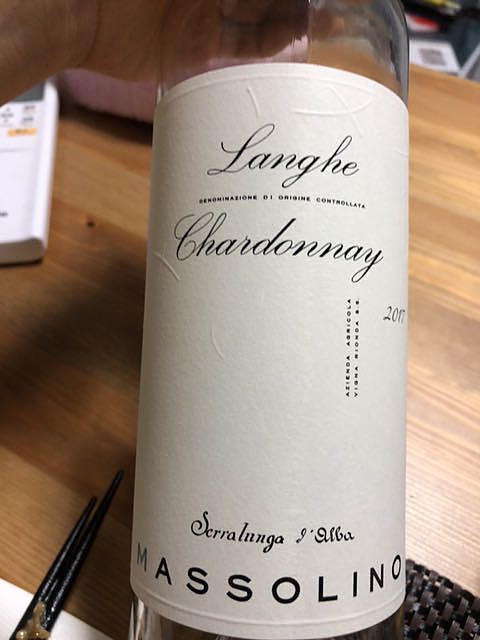 Langhe
DENOMINAZIONE DI ORIGINE CONTROLLATA
Chardonnay
2017
AZIENDA AGRICOLA
VIGNA RIONDA S.S.
Serralunga d'Alba
MASSOLINO